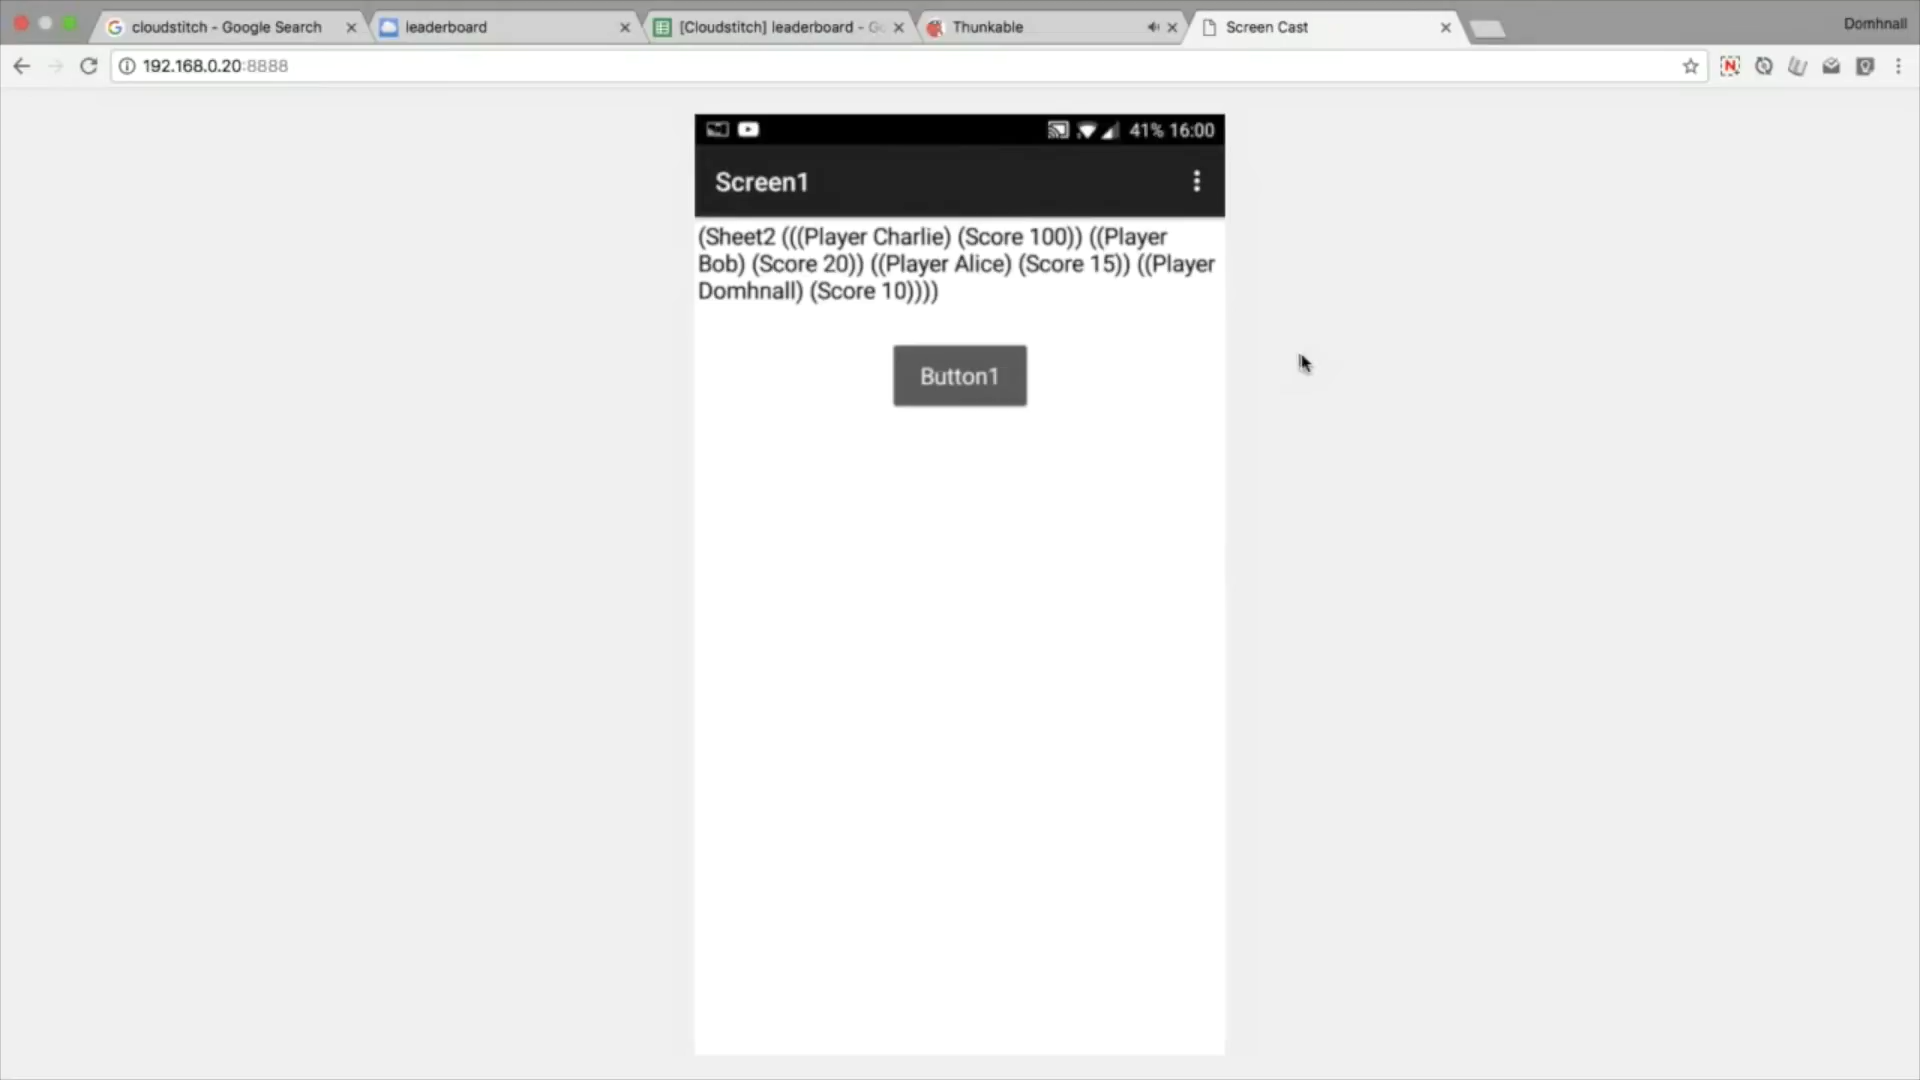 cloudstitch - Google Search
leaderboard
[Cloudstitch] leaderboard - Go
Thunkable
Screen Cast
Domhnall
192.168.0.20:8888
41% 16:00
Screen1
(Sheet2 (((Player Charlie) (Score 100)) ((Player
Bob) (Score 20)) ((Player Alice) (Score 15)) ((Player
Domhnall) (Score 10))))
Button1